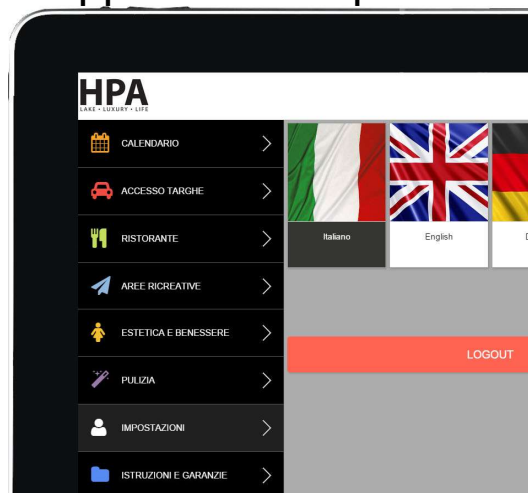 HPA
LAKE • LUXURY • LIFE
CALENDARIO
ACCESSO TARGHE
RISTORANTE
AREE RICREATIVE
ESTETICA E BENESSERE
PULIZIA
IMPOSTAZIONI
ISTRUZIONI E GARANZIE
Italiano
English
LOGOUT